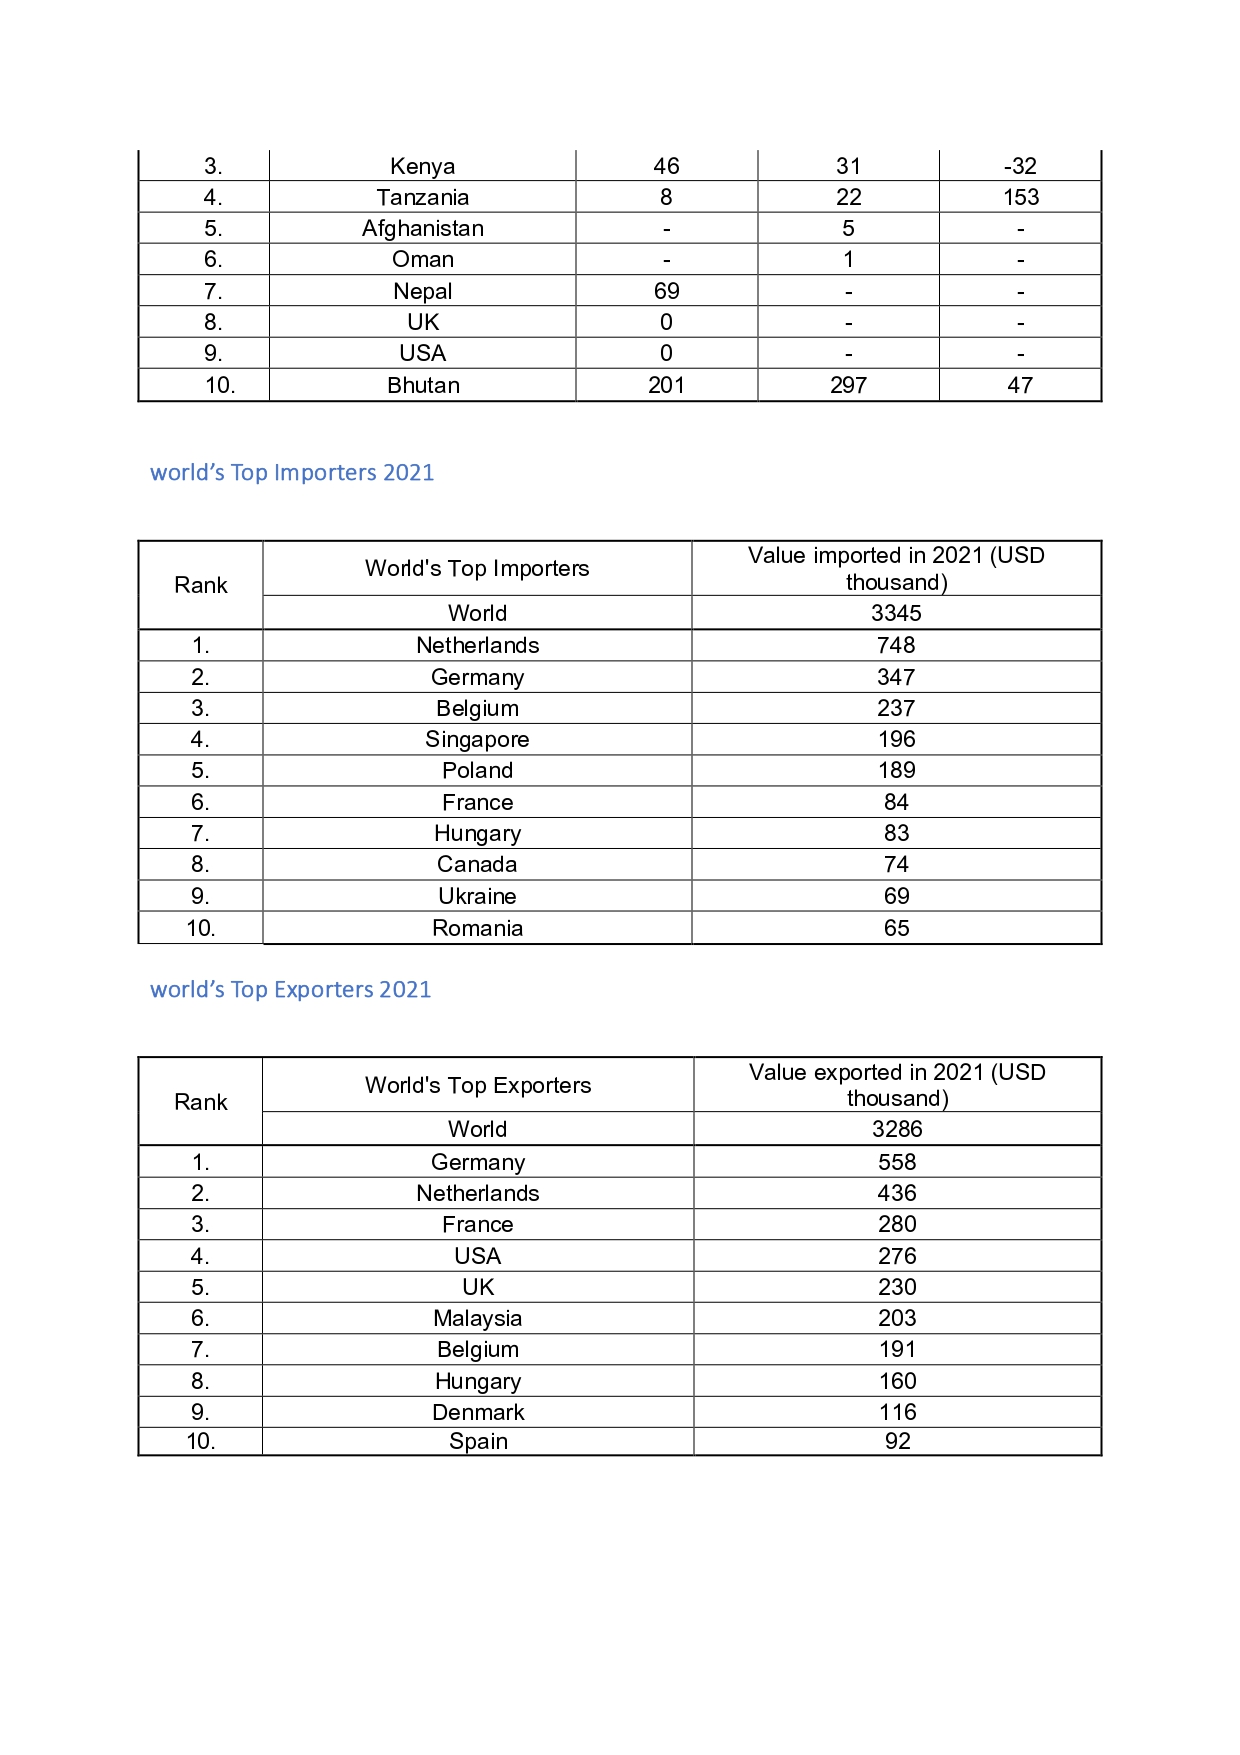 3. Kenya 46 31 -32
4. Tanzania 8 22 153
5. Afghanistan - 5 -
6. Oman - 1 -
7. Nepal 69 - -
8. UK 0 - -
9. USA 0 - -
10. Bhutan 201 297 47
world’s Top Importers 2021
Rank World's Top Importers Value imported in 2021 (USD
thousand)
World 3345
1. Netherlands 748
2. Germany 347
3. Belgium 237
4. Singapore 196
5. Poland 189
6. France 84
7. Hungary 83
8. Canada 74
9. Ukraine 69
10. Romania 65
world’s Top Exporters 2021
Rank World's Top Exporters Value exported in 2021 (USD
thousand)
World 3286
1. Germany 558
2. Netherlands 436
3. France 280
4. USA 276
5. UK 230
6. Malaysia 203
7. Belgium 191
8. Hungary 160
9. Denmark 116
10. Spain 92